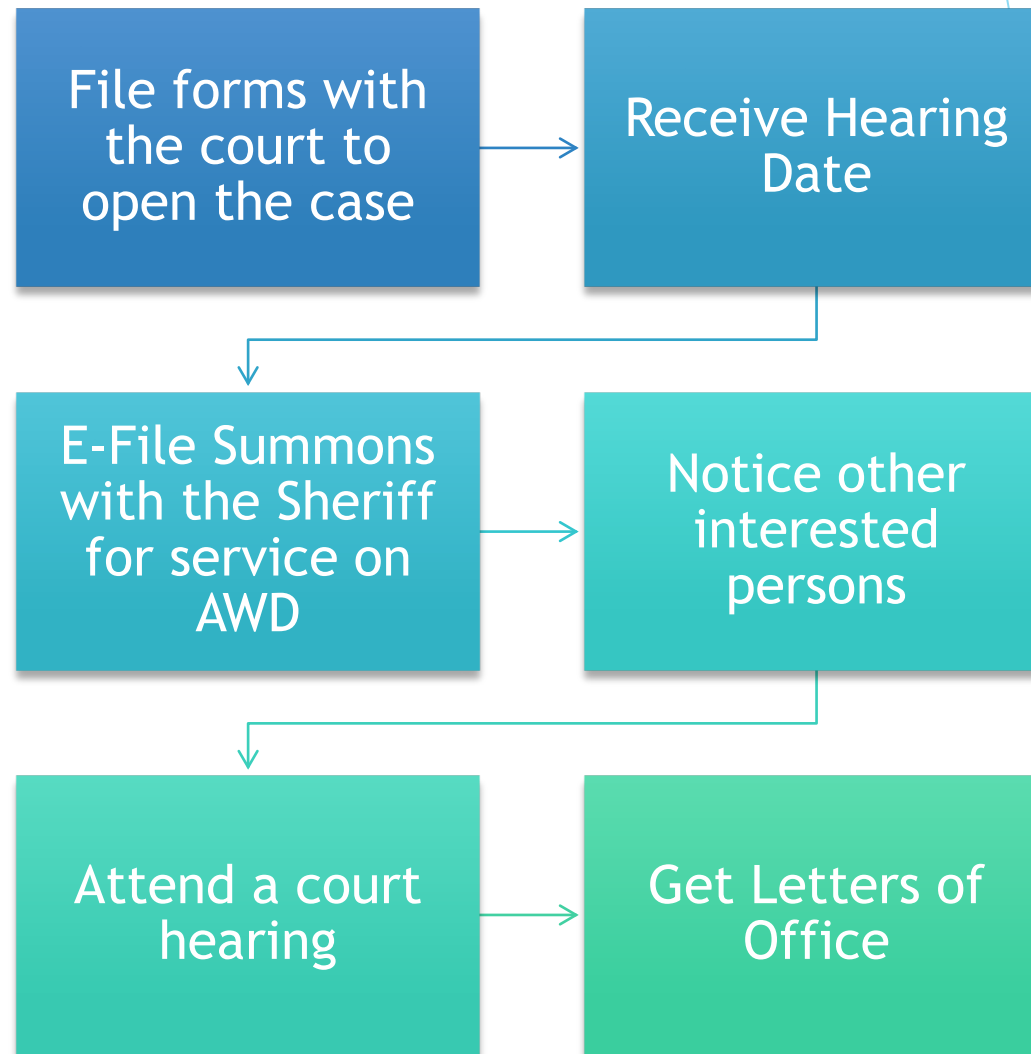 File forms with
the court to
open the case
Receive Hearing
Date
E-File Summons
with the Sheriff
for service on
AWD
Notice other
interested
persons
Attend a court
hearing
Get Letters of
Office